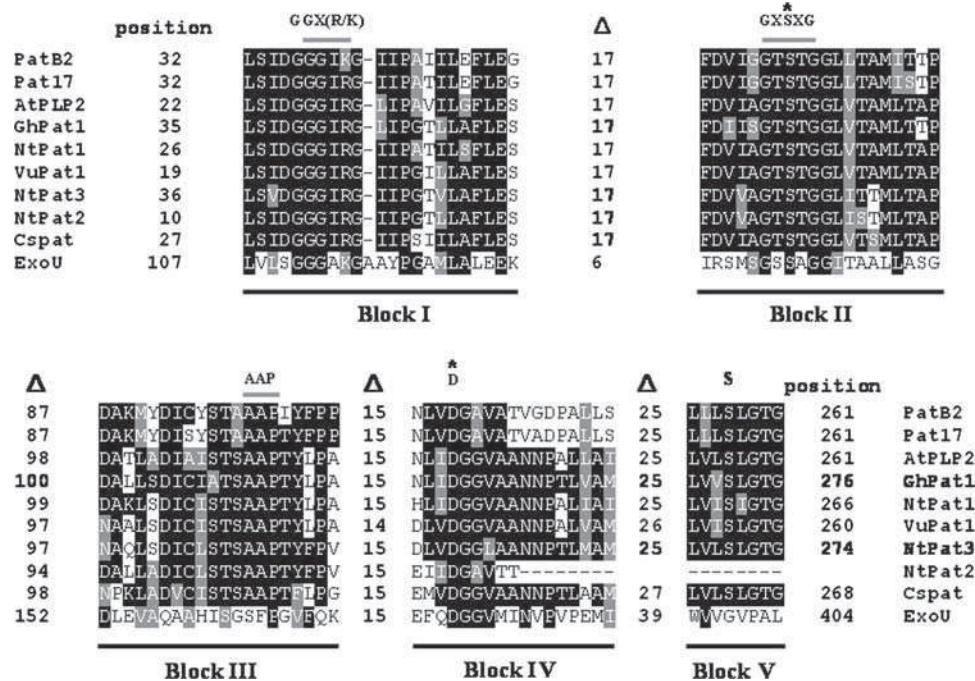 position GGX(R/K) Δ * GXSXG
PatB2 32 LSIDGGGIKG-IIPAIILEFLEG 17 FDVIGGTSTGGLLTAMITTP
Pat17 32 LSIDGGGIRG-IIPATILEFLEG 17 FDVIGGTSTGGLLTAMISTP
AtPLP2 22 LSIDGGGIRG-LIPAVILGFLES 17 FDVIAGTSTGGLVTAMLTAP
GhPat1 35 LSIDGGGIRG-LIPGTLLAFLES 17 FDIISGTSTGGLVTAMLTTP
NtPat1 26 LSIDGGGIRG-IIPATILSFLES 17 FDVIAGTSTGGLVTAMLTAP
VuPat1 19 LSIDGGGIRG-IIPGILLAFLES 17 FDVIAGTSTGGLVTAMLTAP
NtPat3 36 LSVDGGGIRG-IIPGTVLAFLES 17 FDVVAGTSTGGLITTMLTAP
NtPat2 10 LSIDGGGIRG-IIPGTLLAFLES 17 FDVVAGTSTGGLISTMLTAP
Cspat 27 LSIDGGGIRG-IIPSIILAFLES 17 FDVIAGTSTGGLVTSMLTAP
ExoU 107 LVLSGGGAKGAAYPGAMLALEEK 6 IRSMSGSSAGGITAALLASG
Block I Block II
Δ AAP Δ * D Δ S position
87 DAKMYDICYSTAAAPIYFPP 15 NLVDGAVATVGDPALLS 25 LLLSLGTG 261 PatB2
87 DAKMYDISYSTAAAPTYFPP 15 NLVDGAVATVADPALLS 25 LLLSLGTG 261 Pat17
98 DATLADIAISTSAAPTYLPA 15 NLIDGGVAANNPALLAI 25 LVLSLGTG 261 AtPLP2
100 DALLSDICIATSAAPTYLPA 15 NLIDGGVAANNPTLVAM 25 LVVSLGTG 276 GhPat1
99 DAKLSDICISTSAAPTYLPA 15 HLIDGGVAANNPALIAI 25 LVISIGTG 266 NtPat1
97 NAALSDICISTSAAPTYLPA 14 DLVDGGVAANNPALVAM 26 LVISLGTG 260 VuPat1
97 NAQLSDICLSTSAAPTYFPV 15 DLVDGGLAANNPTLMAM 25 LVLSLGTG 274 NtPat3
94 DALLADICLSTSAAPTYFPV 15 EIIDGAVTT-------- -------- NtPat2
98 NPKLADVCISTSAAPTFLPG 15 EMVDGGVAANNPTLAAM 27 LVLSLGTG 268 Cspat
152 DLEVAQAAHISGSFPGVFQK 15 EFQDGGVMINVPVPEMI 39 WVVGVPAL 404 ExoU
Block III Block IV Block V